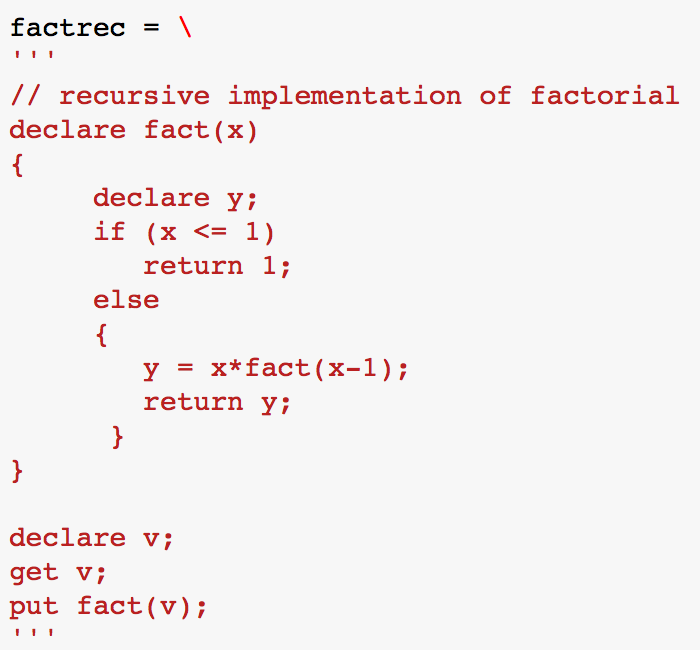 factrec = \
'''
// recursive implementation of factorial
declare fact(x)
{
     declare y;
     if (x <= 1)
        return 1;
     else
     {
        y = x*fact(x-1);
        return y;
      }
}

declare v;
get v;
put fact(v);
'''